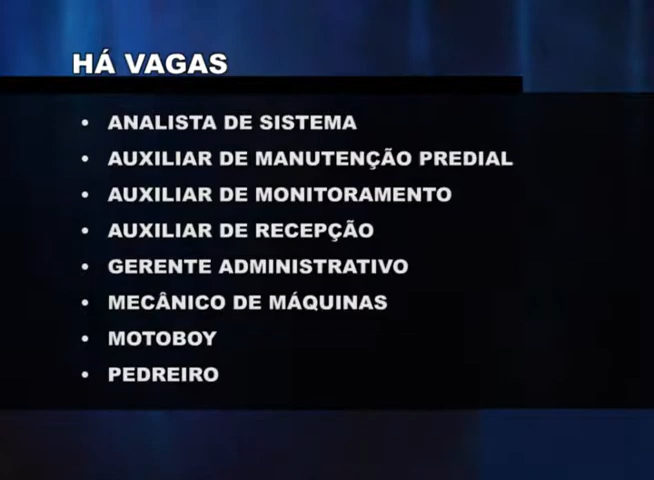 HÁ VAGAS
• ANALISTA DE SISTEMA
• AUXILIAR DE MANUTENÇÃO PREDIAL
• AUXILIAR DE MONITORAMENTO
• AUXILIAR DE RECEPÇÃO
• GERENTE ADMINISTRATIVO
• MECÂNICO DE MÁQUINAS
• MOTOBOY
• PEDREIRO